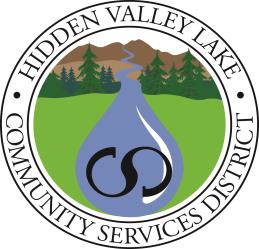 • HIDDEN VALLEY LAKE •
COMMUNITY SERVICES DISTRICT
CSD